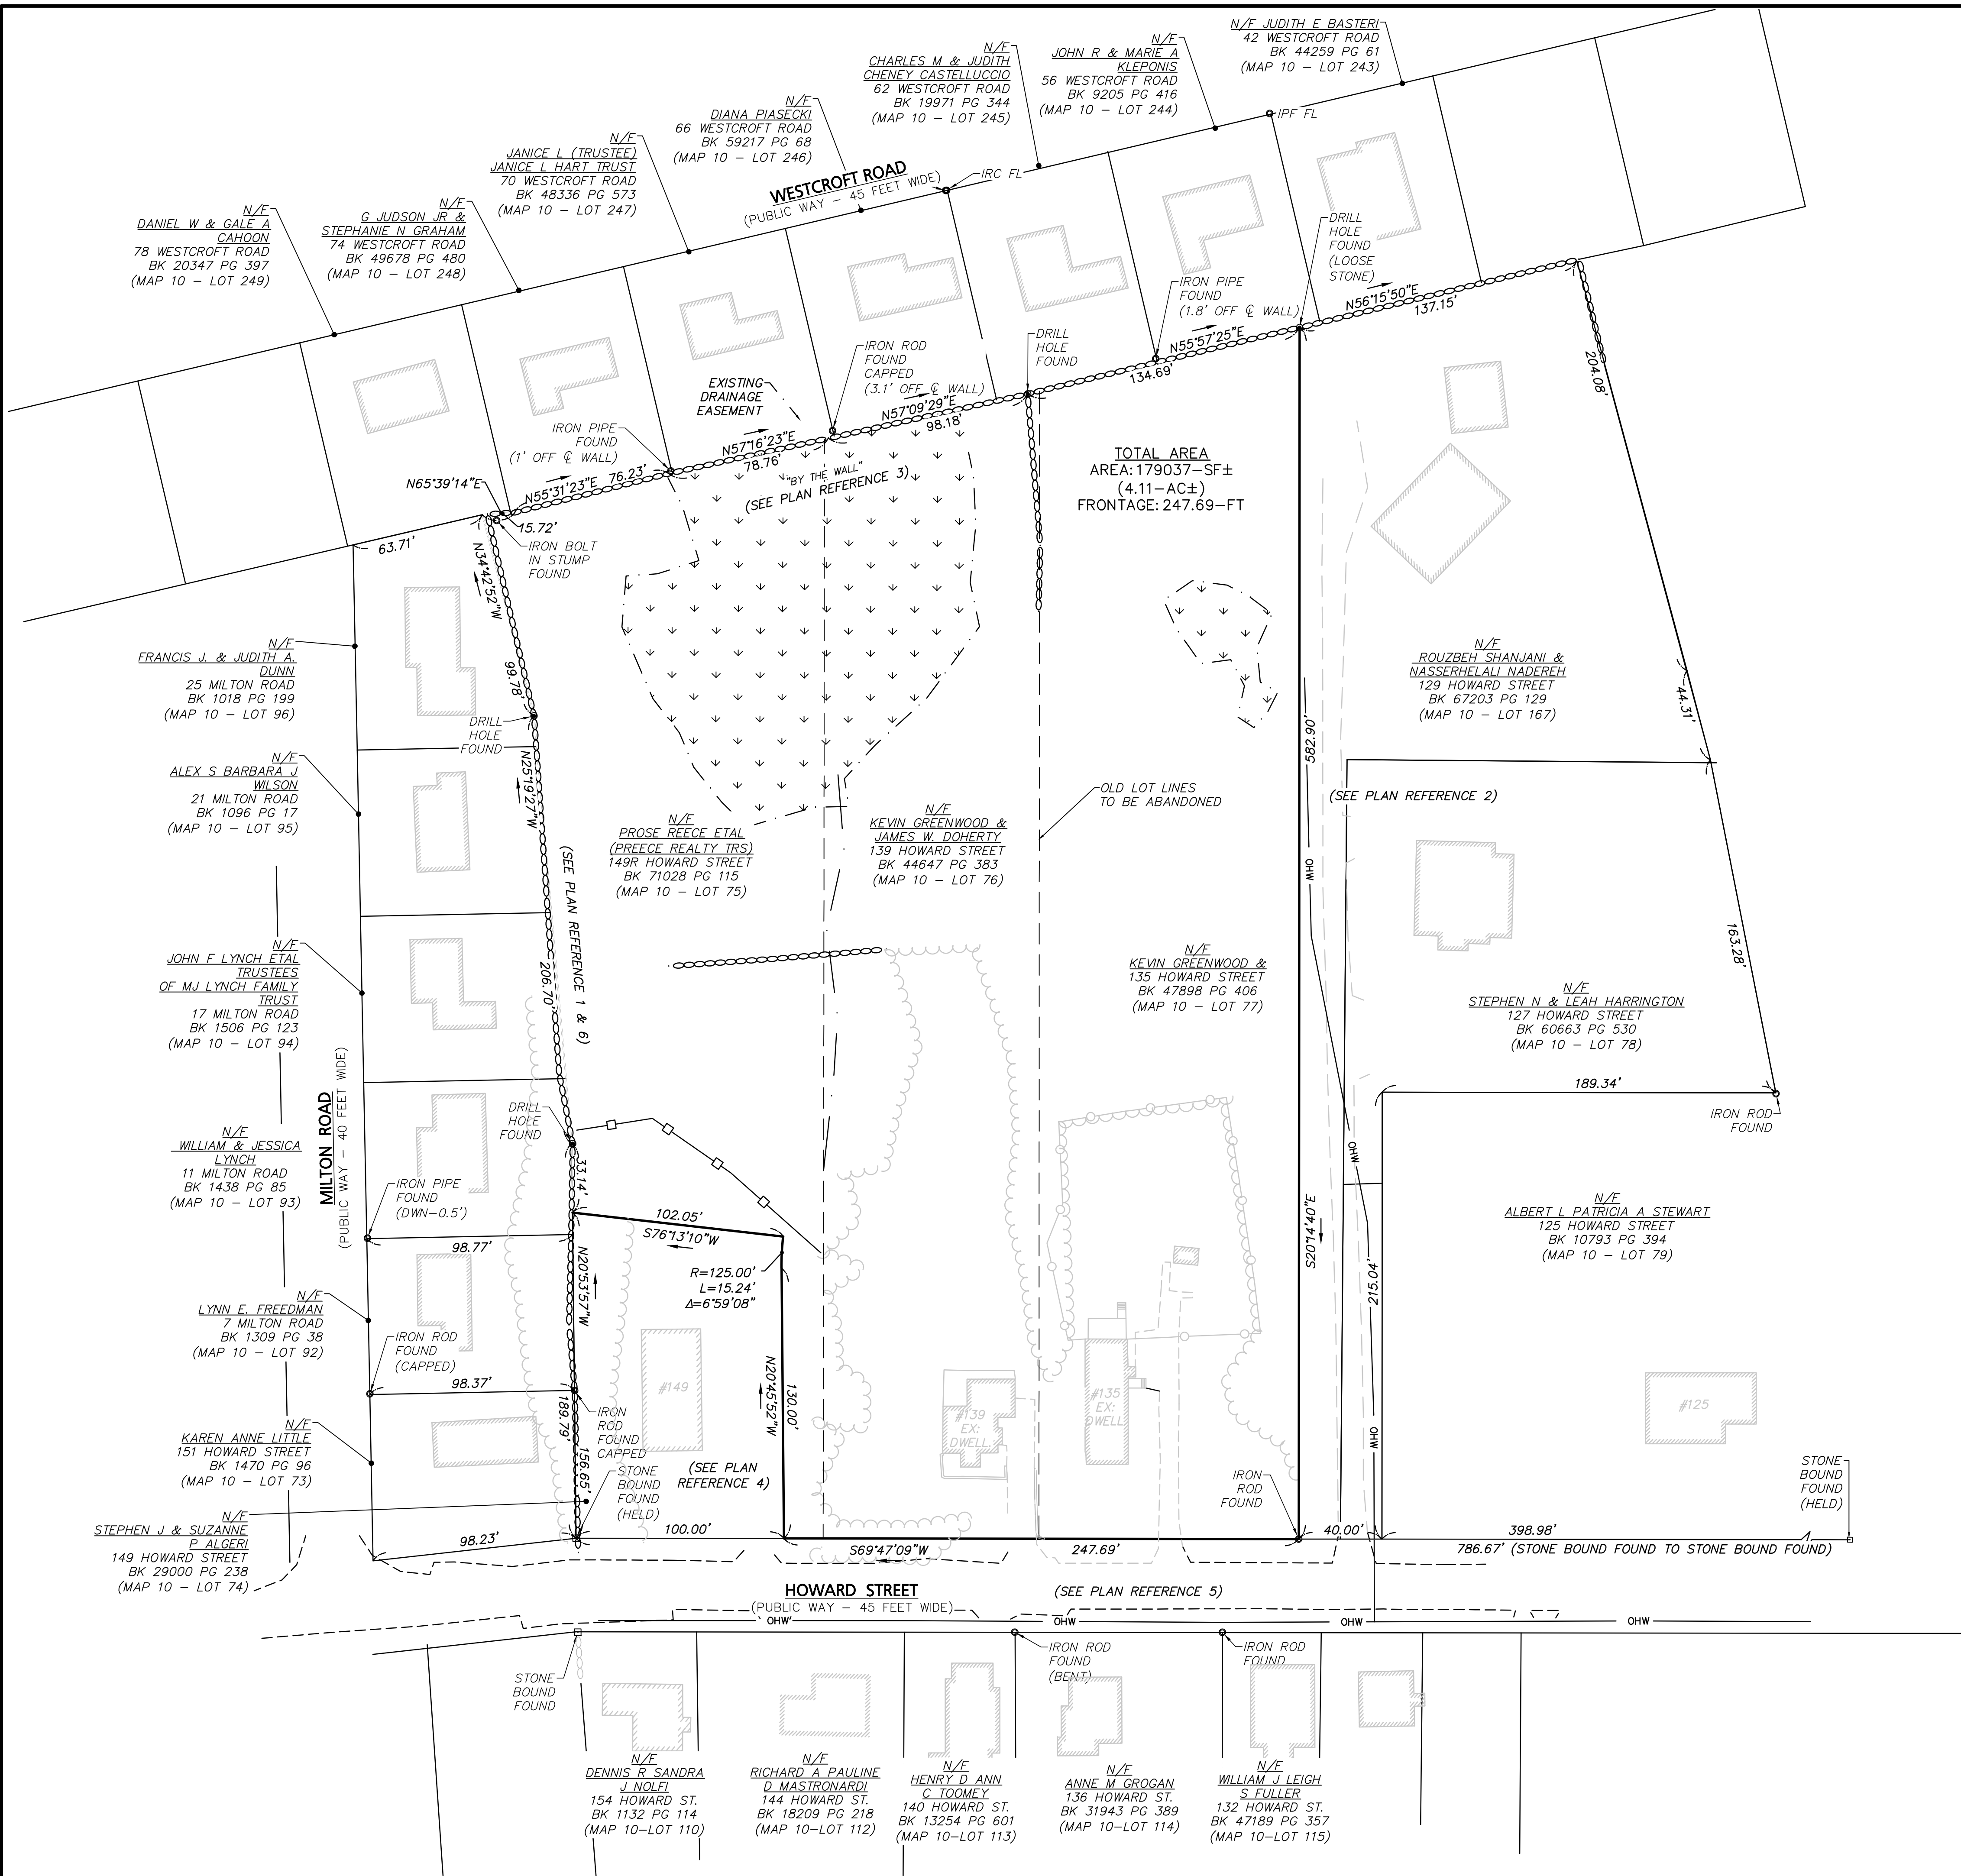 N/F JUDITH E BASTERI
42 WESTCROFT ROAD
BK 44259 PG 61
(MAP 10 – LOT 243)
N/F
JOHN R & MARIE A
KLEPONIS
56 WESTCROFT ROAD
BK 9205 PG 416
(MAP 10 – LOT 244)
N/F
CHARLES M & JUDITH
CHENEY CASTELLUCCIO
62 WESTCROFT ROAD
BK 19971 PG 344
(MAP 10 – LOT 245)
N/F
DIANA PIASECKI
66 WESTCROFT ROAD
BK 59217 PG 68
(MAP 10 – LOT 246)
N/F
JANICE L (TRUSTEE)
JANICE L HART TRUST
70 WESTCROFT ROAD
BK 48336 PG 573
(MAP 10 – LOT 247)
N/F
G JUDSON JR &
STEPHANIE N GRAHAM
74 WESTCROFT ROAD
BK 49678 PG 480
(MAP 10 – LOT 248)
N/F
DANIEL W & GALE A
CAHOON
78 WESTCROFT ROAD
BK 20347 PG 397
(MAP 10 – LOT 249)
WESTCROFT ROAD
(PUBLIC WAY – 45 FEET WIDE)
IRC FL
IPF FL
DRILL
HOLE
FOUND
(LOOSE
STONE)
IRON PIPE
FOUND
(1.8' OFF ℄ WALL)
N56°15'50"E
137.15'
204.08'
N55°57'25"E
134.69'
DRILL
HOLE
FOUND
IRON ROD
FOUND
CAPPED
(3.1' OFF ℄ WALL)
N57°09'29"E
98.18'
EXISTING
DRAINAGE
EASEMENT
IRON PIPE
FOUND
(1' OFF ℄ WALL)
N57°16'23"E
78.76'
"BY THE WALL"
(SEE PLAN REFERENCE 3)
N65°39'14"E
N55°31'23"E 76.23'
15.72'
IRON BOLT
IN STUMP
FOUND
63.71'
N34°42'52"W
99.78'
TOTAL AREA
AREA: 179037–SF±
(4.11–AC±)
FRONTAGE: 247.69–FT
N/F
FRANCIS J. & JUDITH A.
DUNN
25 MILTON ROAD
BK 1018 PG 199
(MAP 10 – LOT 96)
DRILL
HOLE
FOUND
N/F
ROUZBEH SHANJANI &
NASSERHELALI NADEREH
129 HOWARD STREET
BK 67203 PG 129
(MAP 10 – LOT 167)
44.31'
582.90'
N/F
ALEX S BARBARA J
WILSON
21 MILTON ROAD
BK 1096 PG 17
(MAP 10 – LOT 95)
N25°19'27"W
(SEE PLAN REFERENCE 1 & 6)
206.70'
N/F
PROSE REECE ETAL
(PREECE REALTY TRS)
149R HOWARD STREET
BK 71028 PG 115
(MAP 10 – LOT 75)
N/F
KEVIN GREENWOOD &
JAMES W. DOHERTY
139 HOWARD STREET
BK 44647 PG 383
(MAP 10 – LOT 76)
OLD LOT LINES
TO BE ABANDONED
(SEE PLAN REFERENCE 2)
OHW
N/F
KEVIN GREENWOOD &
135 HOWARD STREET
BK 47898 PG 406
(MAP 10 – LOT 77)
163.28'
N/F
STEPHEN N & LEAH HARRINGTON
127 HOWARD STREET
BK 60663 PG 530
(MAP 10 – LOT 78)
N/F
JOHN F LYNCH ETAL
TRUSTEES
OF MJ LYNCH FAMILY
TRUST
17 MILTON ROAD
BK 1506 PG 123
(MAP 10 – LOT 94)
MILTON ROAD
(PUBLIC WAY – 40 FEET WIDE)
189.34'
IRON ROD
FOUND
DRILL
HOLE
FOUND
N/F
WILLIAM & JESSICA
LYNCH
11 MILTON ROAD
BK 1438 PG 85
(MAP 10 – LOT 93)
IRON PIPE
FOUND
(DWN–0.5')
33.14'
102.05'
S76°13'10"W
98.77'
OHW
S20°14'40"E
N/F
ALBERT L PATRICIA A STEWART
125 HOWARD STREET
BK 10793 PG 394
(MAP 10 – LOT 79)
R=125.00'
L=15.24'
Δ=6°59'08"
N20°53'57"W
215.04'
N/F
LYNN E. FREEDMAN
7 MILTON ROAD
BK 1309 PG 38
(MAP 10 – LOT 92)
IRON ROD
FOUND
(CAPPED)
98.37'
189.79'
156.65'
#149
N20°45'52"W
130.00'
#139
EX:
DWELL.
#135
EX:
DWELL.
OHW
#125
N/F
KAREN ANNE LITTLE
151 HOWARD STREET
BK 1470 PG 96
(MAP 10 – LOT 73)
IRON
ROD
FOUND
CAPPED
STONE
BOUND
FOUND
(HELD)
(SEE PLAN
REFERENCE 4)
IRON
ROD
FOUND
STONE
BOUND
FOUND
(HELD)
N/F
STEPHEN J & SUZANNE
P ALGERI
149 HOWARD STREET
BK 29000 PG 238
(MAP 10 – LOT 74)
98.23'
100.00'
S69°47'09"W
247.69'
40.00'
398.98'
786.67' (STONE BOUND FOUND TO STONE BOUND FOUND)
HOWARD STREET
(PUBLIC WAY – 45 FEET WIDE)
(SEE PLAN REFERENCE 5)
OHW
OHW
OHW
OHW
STONE
BOUND
FOUND
IRON ROD
FOUND
(BENT)
IRON ROD
FOUND
N/F
DENNIS R SANDRA
J NOLFI
154 HOWARD ST.
BK 1132 PG 114
(MAP 10–LOT 110)
N/F
RICHARD A PAULINE
D MASTRONARDI
144 HOWARD ST.
BK 18209 PG 218
(MAP 10–LOT 112)
N/F
HENRY D ANN
C TOOMEY
140 HOWARD ST.
BK 13254 PG 601
(MAP 10–LOT 113)
N/F
ANNE M GROGAN
136 HOWARD ST.
BK 31943 PG 389
(MAP 10–LOT 114)
N/F
WILLIAM J LEIGH
S FULLER
132 HOWARD ST.
BK 47189 PG 357
(MAP 10–LOT 115)